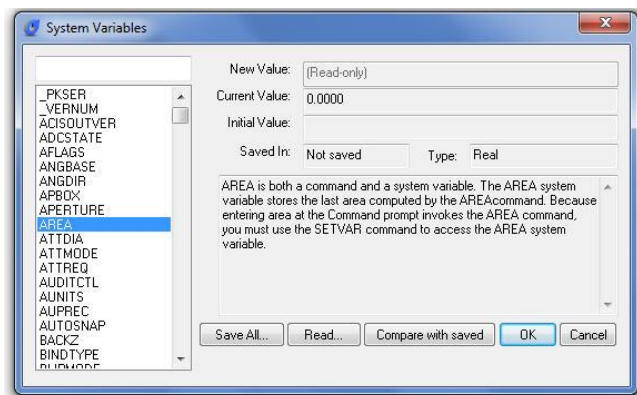 System Variables
_PKSER
_VERNUM
ACISOUTVER
ADCSTATE
AFLAGS
ANGBASE
ANGDIR
APBOX
APERTURE
AREA
ATTDIA
ATTMODE
ATTREQ
AUDITCTL
AUNITS
AUPREC
AUTOSNAP
BACKZ
BINDTYPE
New Value: (Read-only)
Current Value: 0.0000
Initial Value:
Saved In: Not saved Type: Real
AREA is both a command and a system variable. The AREA system
variable stores the last area computed by the AREAcommand. Because
entering area at the Command prompt invokes the AREA command,
you must use the SETVAR command to access the AREA system
variable.
Save All... Read... Compare with saved OK Cancel